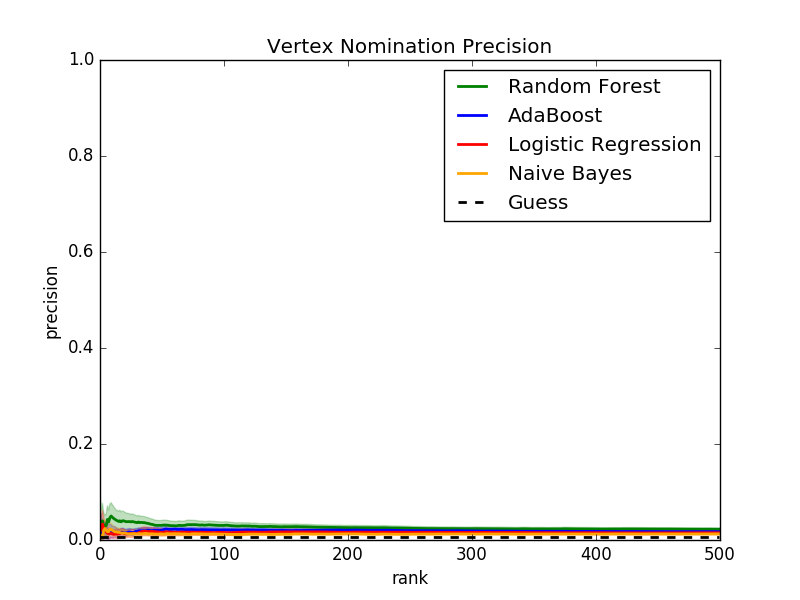 Vertex Nomination Precision
1.0
0.8
0.6
0.4
0.2
0.0
precision
Random Forest
AdaBoost
Logistic Regression
Naive Bayes
Guess
0 100 200 300 400 500
rank